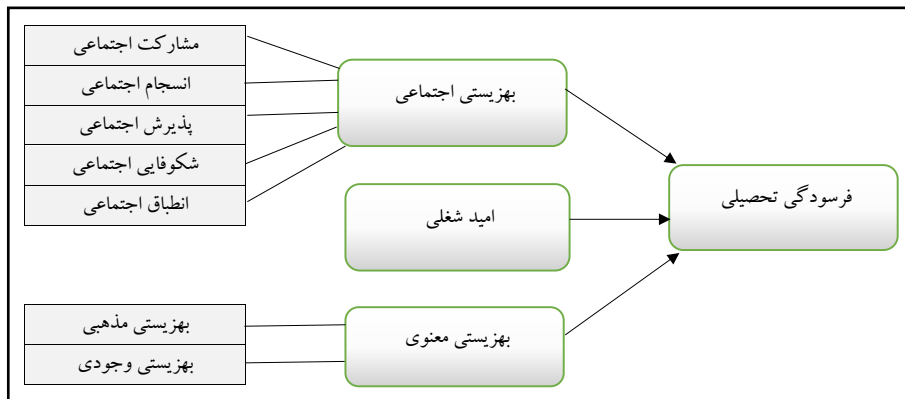 مشارکت اجتماعی
انسجام اجتماعی
پذیرش اجتماعی
شکوفایی اجتماعی
انطباق اجتماعی
بهزیستی اجتماعی
امید شغلی
فرسودگی تحصیلی
بهزیستی مذهبی
بهزیستی وجودی
بهزیستی معنوی